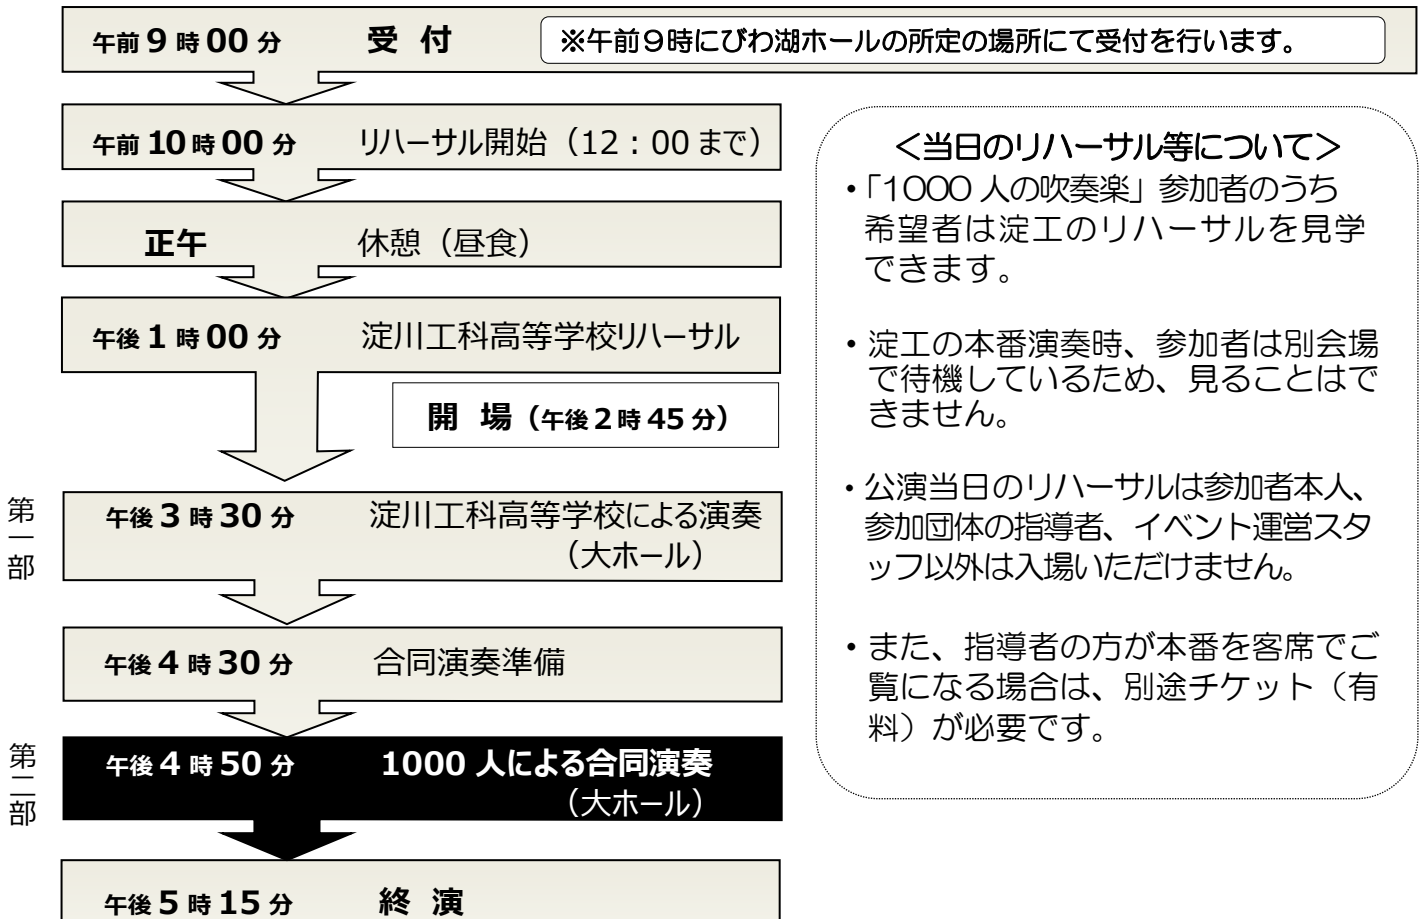 午前9時00分 受 付 ※午前９時にびわ湖ホールの所定の場所にて受付を行います。
午前10時00分 リハーサル開始（12：00まで）
正午 休憩（昼食）
午後1時00分 淀川工科高等学校リハーサル
開 場（午後2時45分）
第一部
午後3時30分 淀川工科高等学校による演奏
（大ホール）
午後4時30分 合同演奏準備
第二部
午後4時50分 1000人による合同演奏
（大ホール）
午後5時15分 終 演
＜当日のリハーサル等について＞
・「1000人の吹奏楽」参加者のうち
希望者は淀工のリハーサルを見学
できます。
・淀工の本番演奏時、参加者は別会場
で待機しているため、見ることはで
きません。
・公演当日のリハーサルは参加者本人、
参加団体の指導者、イベント運営スタ
ッフ以外は入場いただけません。
・また、指導者の方が本番を客席でご
覧になる場合は、別途チケット（有
料）が必要です。